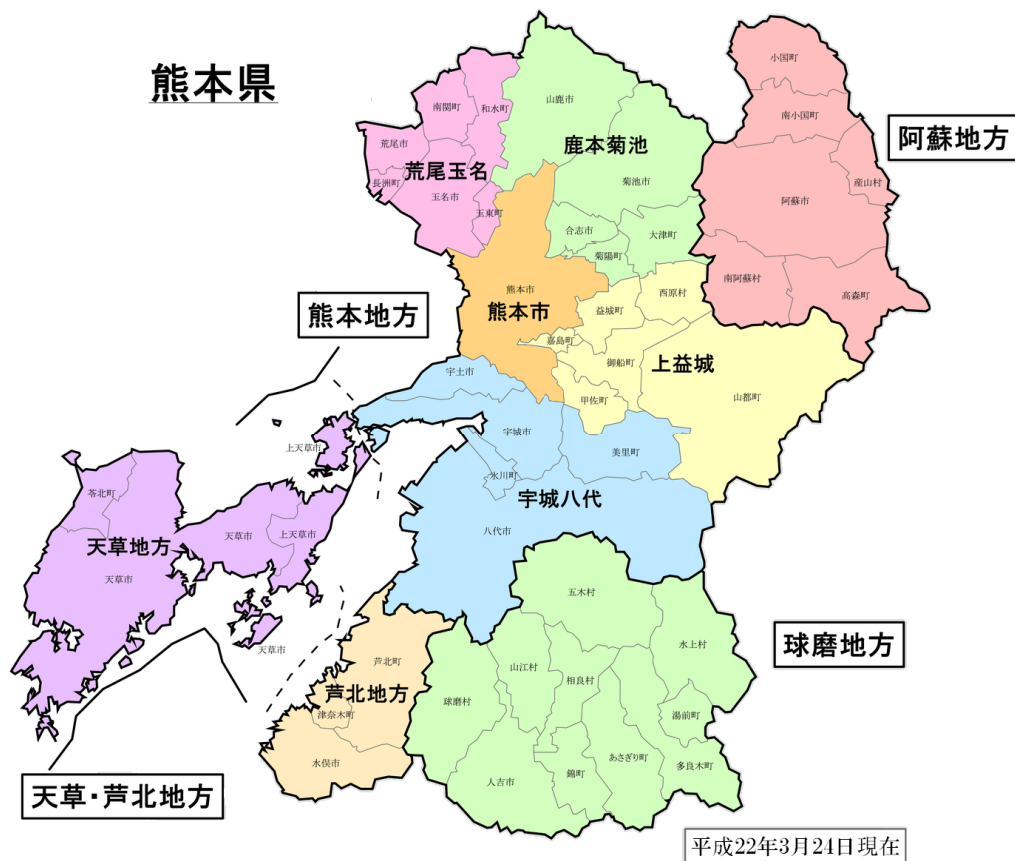 熊本県
小国町
南小国町
産山村
阿蘇市
阿蘇地方
南阿蘇村
高森町
山鹿市
鹿本菊池
菊池市
合志市
大津町
菊陽町
南関町
和水町
荒尾市
荒尾玉名
長洲町
玉名市
玉東町
熊本市
熊本市
熊本地方
西原村
益城町
嘉島町
御船町
上益城
甲佐町
山都町
宇土市
宇城市
美里町
氷川町
宇城八代
八代市
上天草市
苓北町
天草地方
天草市
天草市
上天草市
天草市
五木村
水上村
球磨地方
山江村
相良村
球磨村
湯前町
あさぎり町
多良木町
人吉市
錦町
芦北町
芦北地方
津奈木町
水俣市
天草・芦北地方
平成22年3月24日現在